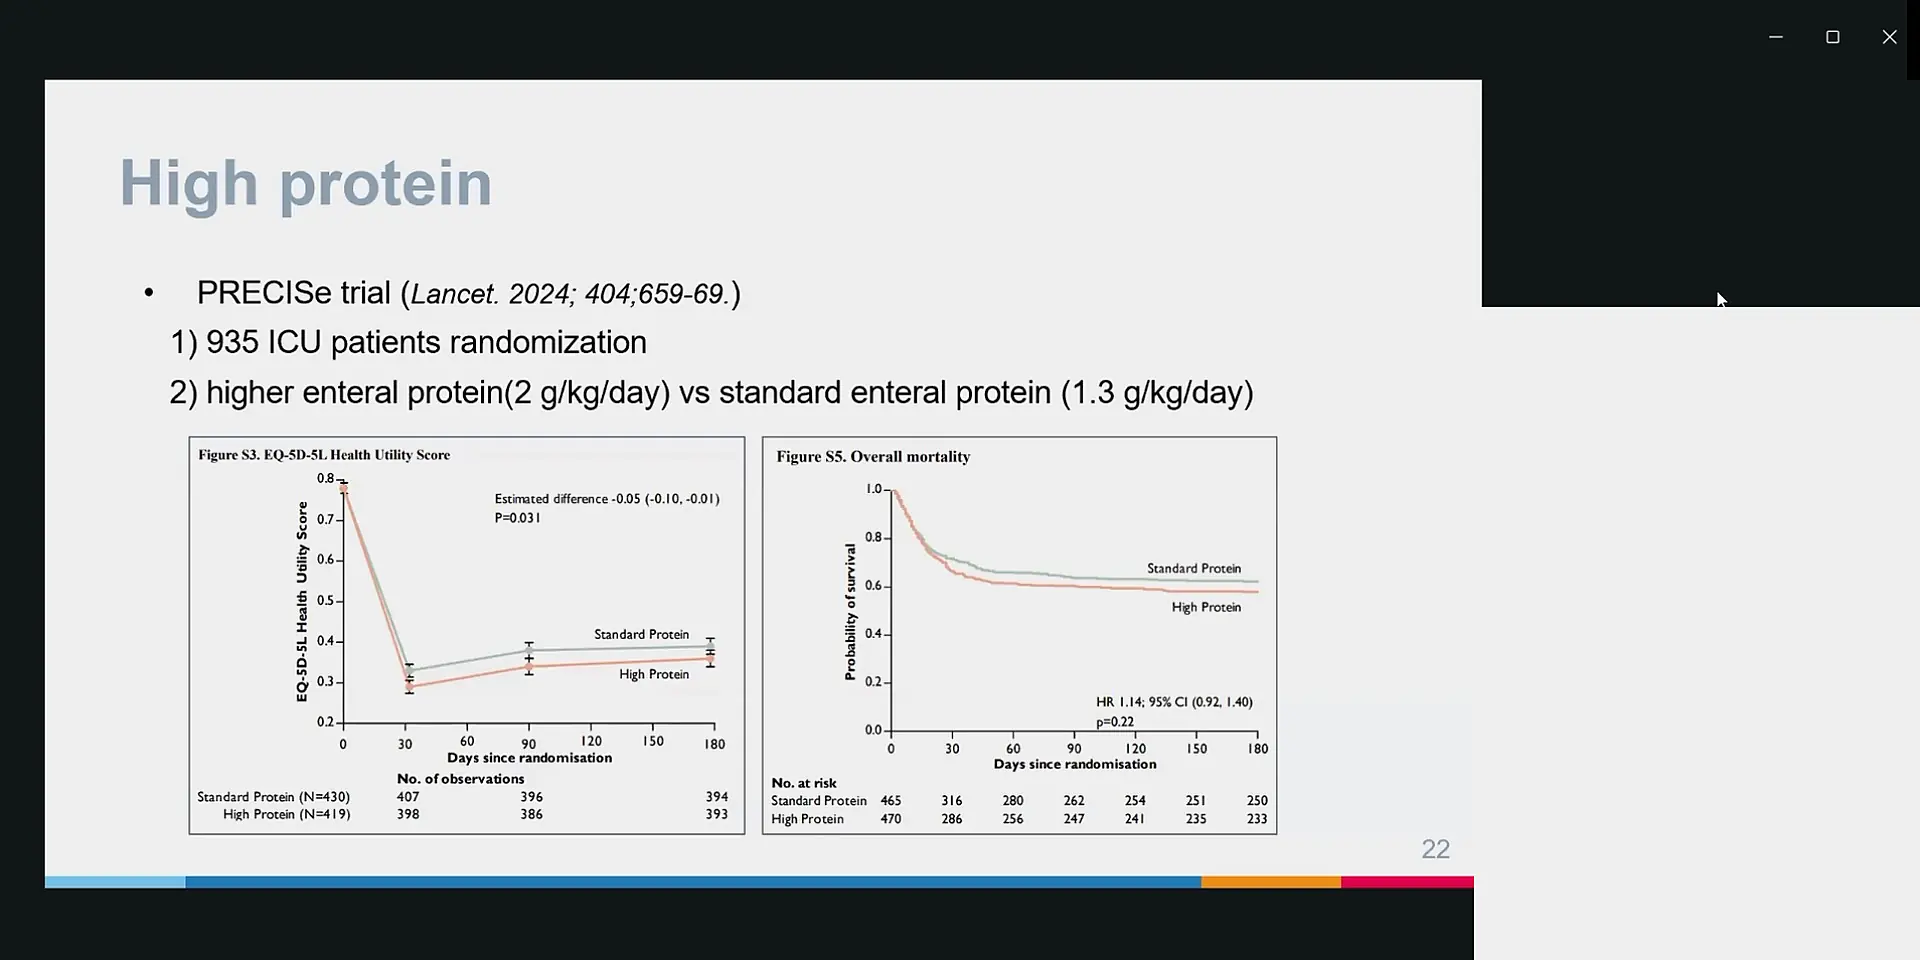 High protein
• PRECISe trial (Lancet. 2024; 404;659-69.)
1) 935 ICU patients randomization
2) higher enteral protein(2 g/kg/day) vs standard enteral protein (1.3 g/kg/day)
Figure S3. EQ-5D-5L Health Utility Score
Estimated difference -0.05 (-0.10, -0.01)
P=0.031
EQ-5D-5L Health Utility Score
0.8
0.7
0.6
0.5
0.4
0.3
0.2
Standard Protein
High Protein
0 30 60 90 120 150 180
Days since randomisation
No. of observations
Standard Protein (N=430) 407 396 394
High Protein (N=419) 398 386 393
Figure S5. Overall mortality
Probability of survival
1.0
0.8
0.6
0.4
0.2
0.0
Standard Protein
High Protein
HR 1.14; 95% CI (0.92, 1.40)
p=0.22
0 30 60 90 120 150 180
Days since randomisation
No. at risk
Standard Protein 465 316 280 262 254 251 250
High Protein 470 286 256 247 241 235 233
22